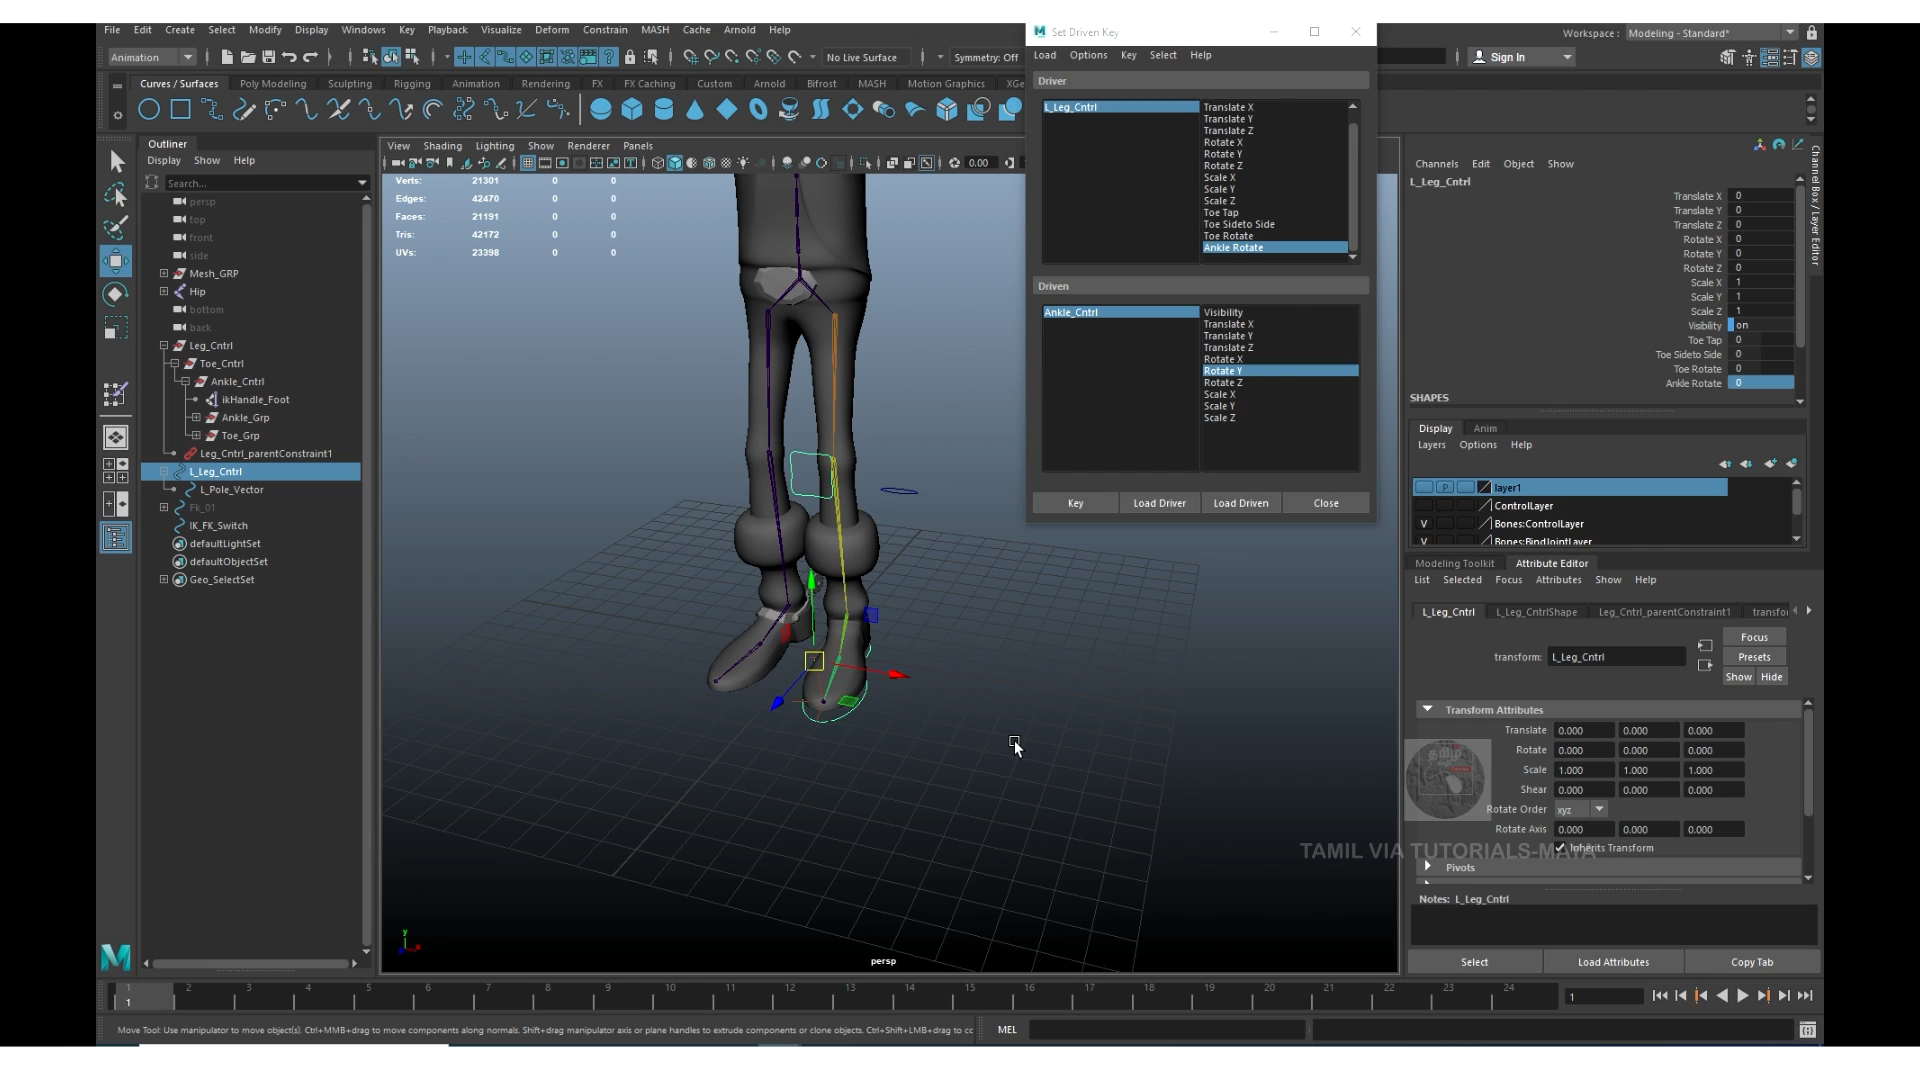 File Edit Create Select Modify Display Windows Key Playback Visualize Deform Constrain MASH Cache Arnold Help
Set Driven Key
Workspace : Modeling - Standard*
Animation
No Live Surface
Symmetry: Off
Sign In
Load Options Key Select Help
Curves / Surfaces Poly Modeling Sculpting Rigging Animation Rendering FX FX Caching Custom Arnold Bifrost MASH Motion Graphics XGe
Driver
L_Leg_Cntrl
Translate X
Translate Y
Translate Z
Rotate X
Rotate Y
Rotate Z
Scale X
Scale Y
Scale Z
Toe Tap
Toe Sideto Side
Toe Rotate
Ankle Rotate
Driven
Ankle_Cntrl
Visibility
Translate X
Translate Y
Translate Z
Rotate X
Rotate Y
Rotate Z
Scale X
Scale Y
Scale Z
Key Load Driver Load Driven Close
Outliner
Display Show Help
Search...
persp
top
front
side
Mesh_GRP
Hip
bottom
back
Leg_Cntrl
Toe_Cntrl
Ankle_Cntrl
ikHandle_Foot
Ankle_Grp
Toe_Grp
Leg_Cntrl_parentConstraint1
L_Leg_Cntrl
L_Pole_Vector
Fk_01
IK_FK_Switch
defaultLightSet
defaultObjectSet
Geo_SelectSet
View Shading Lighting Show Renderer Panels
0.00
Verts: 21301 0 0
Edges: 42470 0 0
Faces: 21191 0 0
Tris: 42172 0 0
UVs: 23398 0 0
y
persp
Channels Edit Object Show
L_Leg_Cntrl
Translate X 0
Translate Y 0
Translate Z 0
Rotate X 0
Rotate Y 0
Rotate Z 0
Scale X 1
Scale Y 1
Scale Z 1
Visibility on
Toe Tap 0
Toe Sideto Side 0
Toe Rotate 0
Ankle Rotate 0
SHAPES
Channel Box / Layer Editor
Display Anim
Layers Options Help
P layer1
ControlLayer
V Bones:ControlLayer
V Bones:BindJointLayer
Modeling Toolkit Attribute Editor
List Selected Focus Attributes Show Help
L_Leg_Cntrl L_Leg_CntrlShape Leg_Cntrl_parentConstraint1 transfo
Focus
transform: L_Leg_Cntrl
Presets
Show Hide
Transform Attributes
Translate 0.000 0.000 0.000
Rotate 0.000 0.000 0.000
Scale 1.000 1.000 1.000
Shear 0.000 0.000 0.000
Rotate Order xyz
Rotate Axis 0.000 0.000 0.000
Inherits Transform
தமிழ்
TAMIL VIA TUTORIALS-MAYA
Pivots
Notes: L_Leg_Cntrl
Select Load Attributes Copy Tab
1 2 3 4 5 6 7 8 9 10 11 12 13 14 15 16 17 18 19 20 21 22 23 24
1
1
Move Tool: Use manipulator to move object(s). Ctrl+MMB+drag to move components along normals. Shift+drag manipulator axis or plane handles to extrude components or clone objects. Ctrl+Shift+LMB+drag to cc
MEL